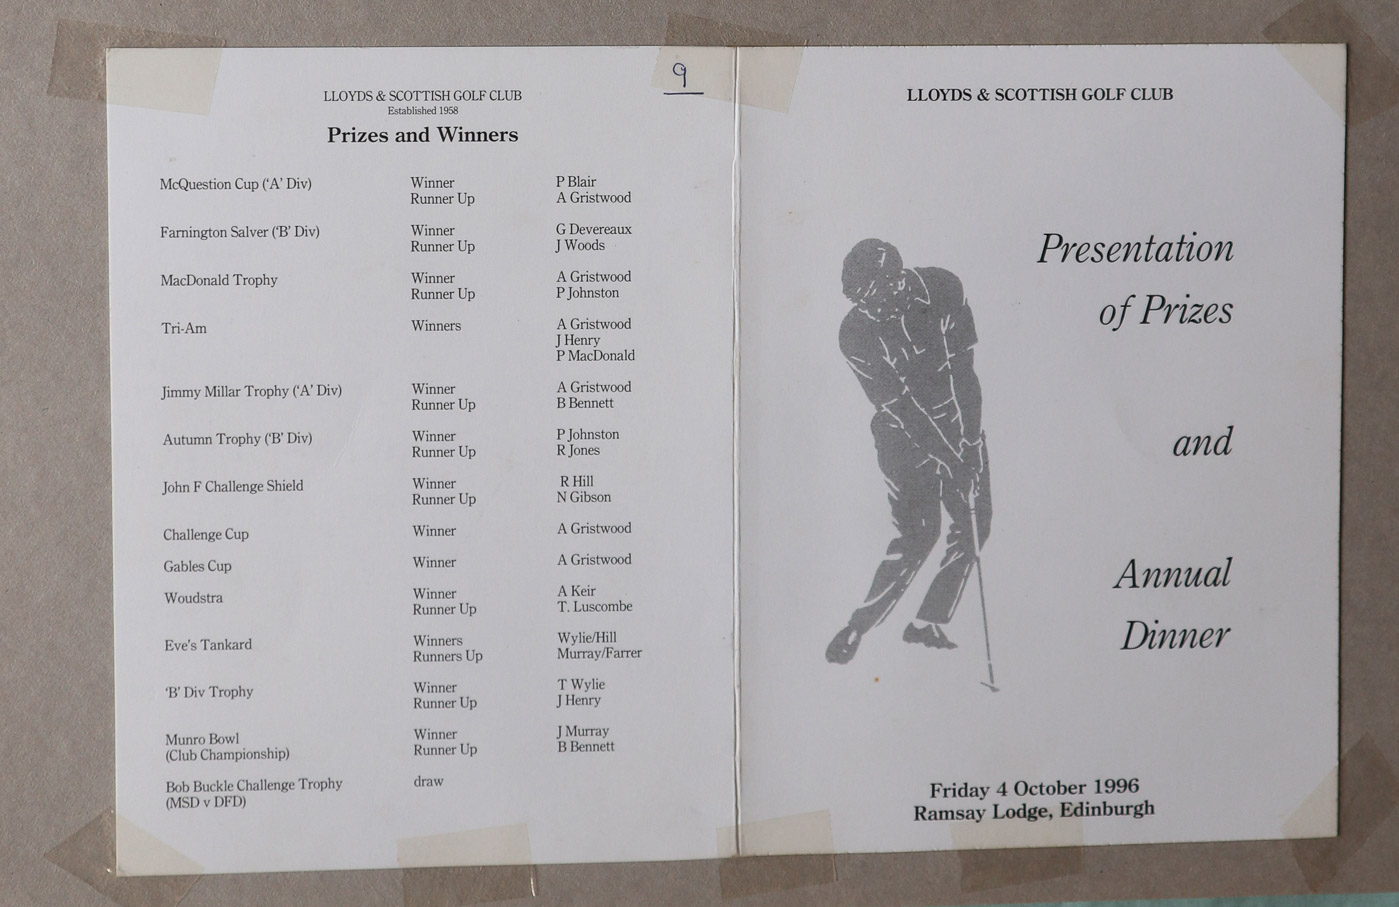 9
LLOYDS & SCOTTISH GOLF CLUB
Established 1958
Prizes and Winners
McQuestion Cup (‘A’ Div) Winner P Blair
Runner Up A Gristwood
Farnington Salver (‘B’ Div) Winner G Devereaux
Runner Up J Woods
MacDonald Trophy Winner A Gristwood
Runner Up P Johnston
Tri-Am Winners A Gristwood
J Henry
P MacDonald
Jimmy Millar Trophy (‘A’ Div) Winner A Gristwood
Runner Up B Bennett
Autumn Trophy (‘B’ Div) Winner P Johnston
Runner Up R Jones
John F Challenge Shield Winner R Hill
Runner Up N Gibson
Challenge Cup Winner A Gristwood
Gables Cup Winner A Gristwood
Woudstra Winner A Keir
Runner Up T. Luscombe
Eve’s Tankard Winners Wylie/Hill
Runners Up Murray/Farrer
‘B’ Div Trophy Winner T Wylie
Runner Up J Henry
Munro Bowl Winner J Murray
(Club Championship) Runner Up B Bennett
Bob Buckle Challenge Trophy draw
(MSD v DFD)
LLOYDS & SCOTTISH GOLF CLUB
Presentation
of Prizes
and
Annual
Dinner
Friday 4 October 1996
Ramsay Lodge, Edinburgh